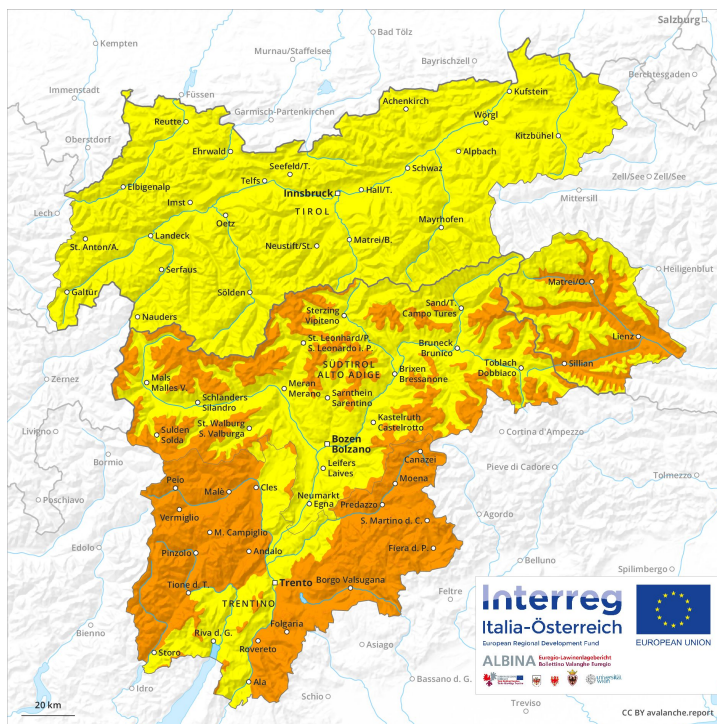 Salzburg
Bad Tölz
Kempten
Murnau/Staffelsee
Bayrischzell
Berchtesgaden
Immenstadt
Füssen
Garmisch-Partenkirchen
Achenkirch
Kufstein
Reutte
Wörgl
Kitzbühel
Oberstdorf
Ehrwald
Seefeld/T.
Alpbach
Schwaz
Zell/See
Zell/See
Elbigenalp
Telfs
Innsbruck
Hall/T.
Mittersill
Lech
Imst
TIROL
Oetz
Mayrhofen
Landeck
Neustift/St.
Matrei/B.
St. Anton/A.
Serfaus
Heiligenblut
Galtür
Sölden
Matrei/O.
Nauders
Sterzing
Vipiteno
Sand/T.
Campo Tures
Lienz
St. Leonhard/P.
S. Leonardo i. P.
Bruneck
Brunico
Sillian
SÜDTIROL
ALTO ADIGE
Toblach
Dobbiaco
Brixen
Bressanone
Zernez
Mals
Malles V.
Meran
Merano
Sarnthein
Sarentino
Schlanders
Silandro
Kastelruth
Castelrotto
Livigno
St. Walburg
S. Valburga
Sulden
Solda
Cortina d'Ampezzo
Bozen
Bolzano
Bormio
Canazei
Pieve di Cadore
Leifers
Laives
Tolmezzo
Peio
Malè
Cles
Moena
Poschiavo
Neumarkt
Egna
Predazzo
Vermiglio
Agordo
S. Martino d. C.
M. Campiglio
Edolo
Pinzolo
Andalo
Fiera d. P.
Belluno
Spilimbergo
Trento
Borgo Valsugana
Tione d. T.
Feltre
TRENTINO
Folgaria
Bienno
Riva d. G.
Rovereto
Asiago
Storo
Bassano d. G.
Ala
Idro
Schio
Treviso
20 km
Interreg
Italia-Österreich
European Regional Development Fund
EUROPEAN UNION
ALBINA
Euregio-Lawinenlagebericht
Bollettino Valanghe Euregio
CC BY avalanche.report